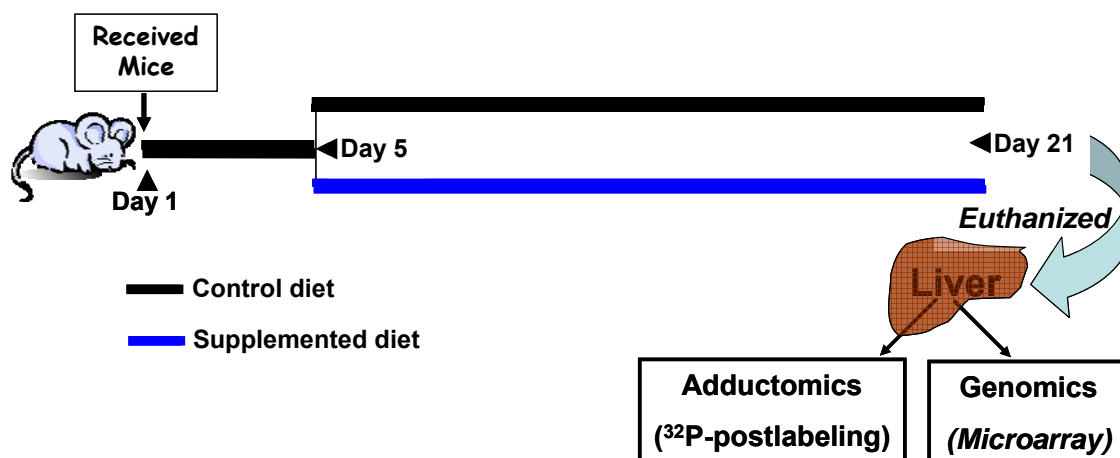 Received
Mice
Day 5
Day 21
Day 1
Euthanized
Control diet
Liver
Supplemented diet
Adductomics
(³²P-postlabeling)
Genomics
(Microarray)